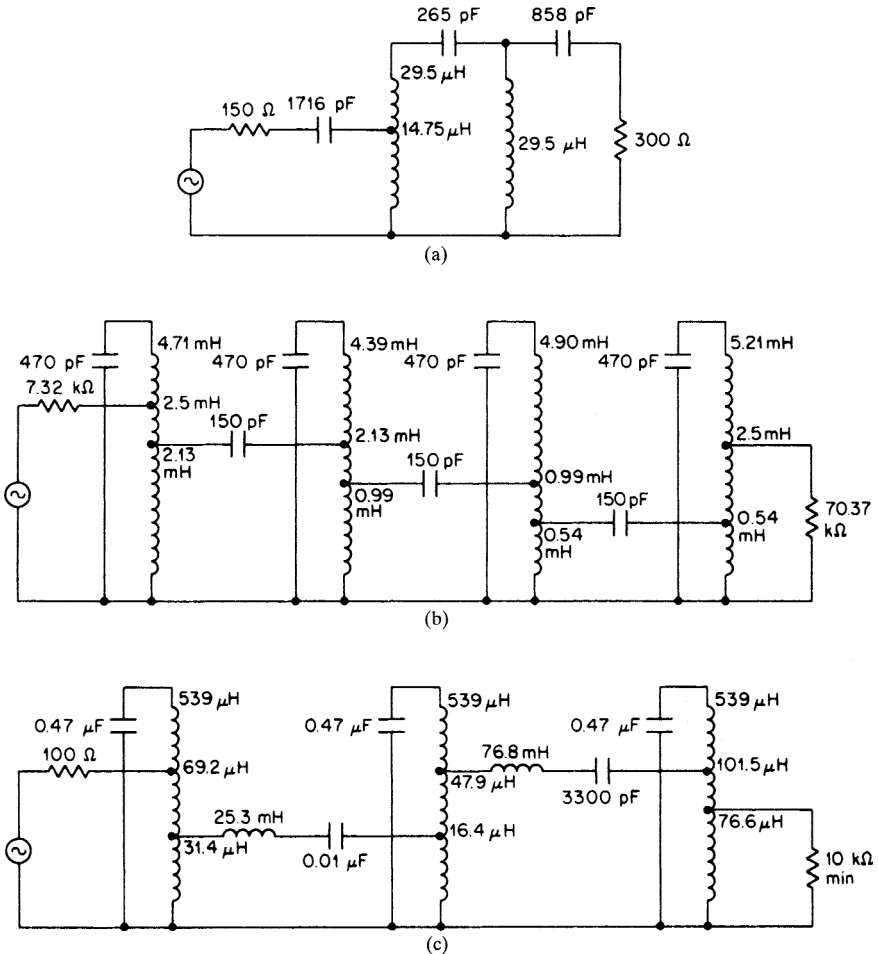 265 pF
858 pF
29.5 μH
150 Ω
1716 pF
14.75 μH
29.5 μH
300 Ω
(a)
4.71 mH
4.39 mH
4.90 mH
5.21 mH
470 pF
470 pF
470 pF
470 pF
7.32 kΩ
2.5 mH
150 pF
2.13 mH
2.5 mH
2.13
mH
150 pF
0.99 mH
0.99
mH
150 pF
0.54
mH
0.54
mH
70.37
kΩ
(b)
539 μH
539 μH
539 μH
0.47 μF
0.47 μF
0.47 μF
100 Ω
76.8 mH
69.2 μH
47.9 μH
101.5 μH
3300 pF
25.3 mH
76.6 μH
31.4 μH
16.4 μH
0.01 μF
10 kΩ
min
(c)